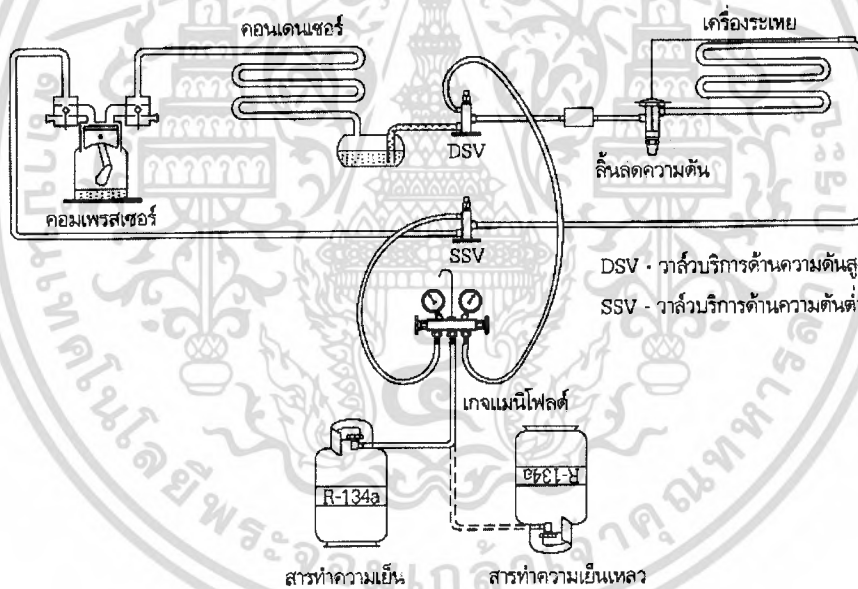 คอนเดนเซอร์
เครื่องระเหย
DSV
ลิ้นลดความดัน
คอมเพรสเซอร์
SSV
DSV - วาล์วบริการด้านความดันสู
SSV - วาล์วบริการด้านความดันต่
เกจแมนิโฟลด์
R-134a
R-134a
สารทำความเย็น
สารทำความเย็นเหลว